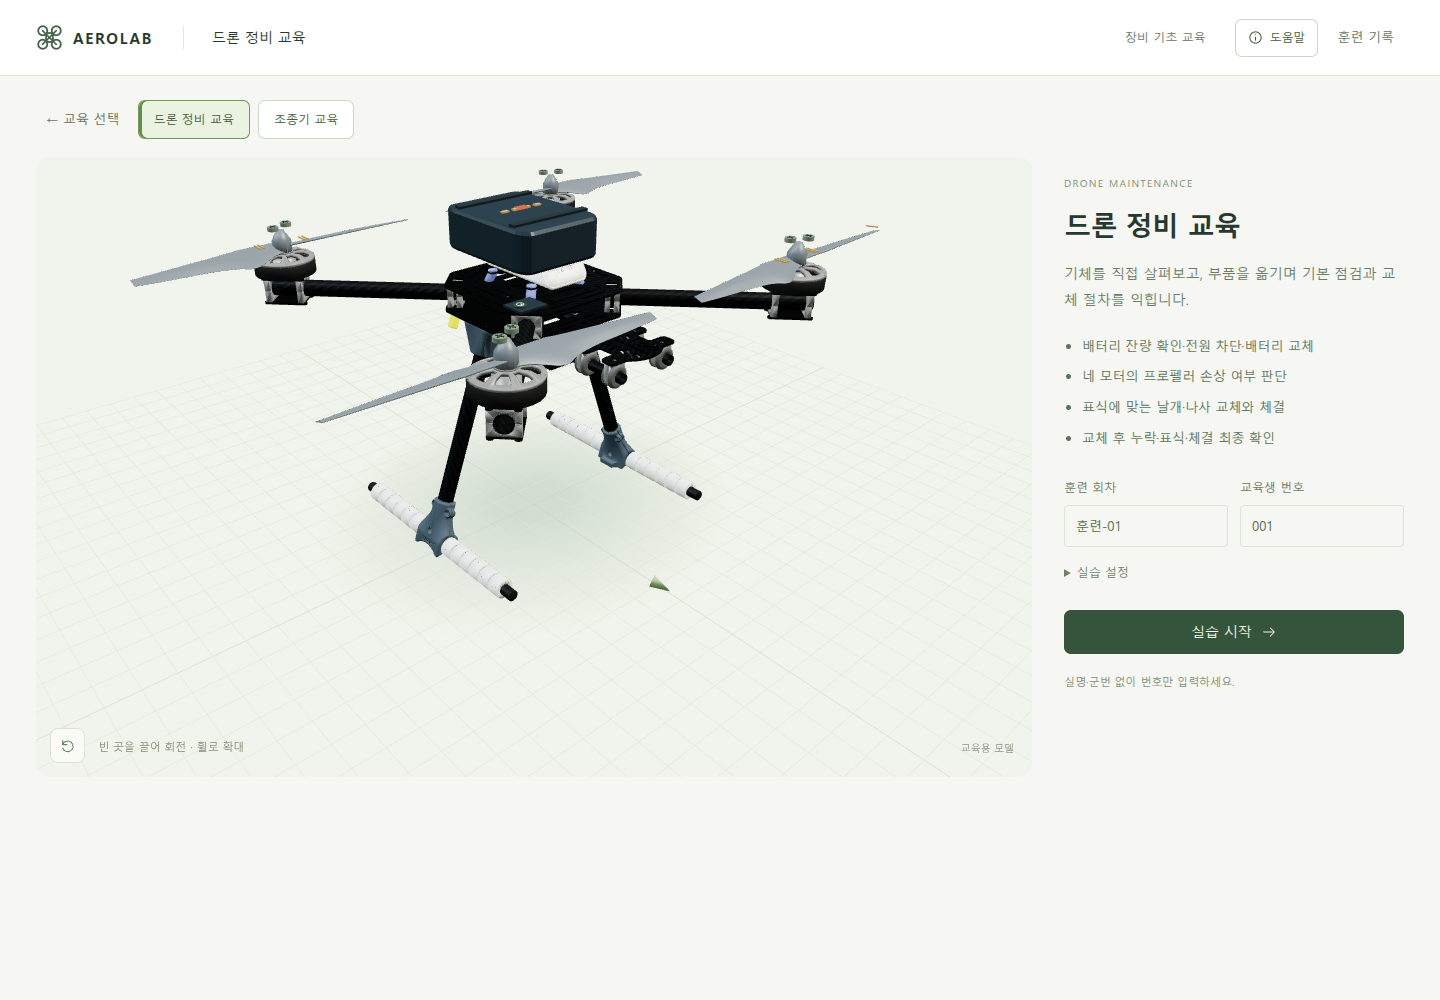 AEROLAB
드론 정비 교육
장비 기초 교육
도움말
훈련 기록
← 교육 선택
드론 정비 교육
조종기 교육
DRONE MAINTENANCE
드론 정비 교육
기체를 직접 살펴보고, 부품을 옮기며 기본 점검과 교
체 절차를 익힙니다.
배터리 잔량 확인·전원 차단·배터리 교체
네 모터의 프로펠러 손상 여부 판단
표식에 맞는 날개·나사 교체와 체결
교체 후 누락·표식·체결 최종 확인
훈련 회차
교육생 번호
훈련-01
001
실습 설정
실습 시작 →
실명·군번 없이 번호만 입력하세요.
빈 곳을 끌어 회전 · 휠로 확대
교육용 모델